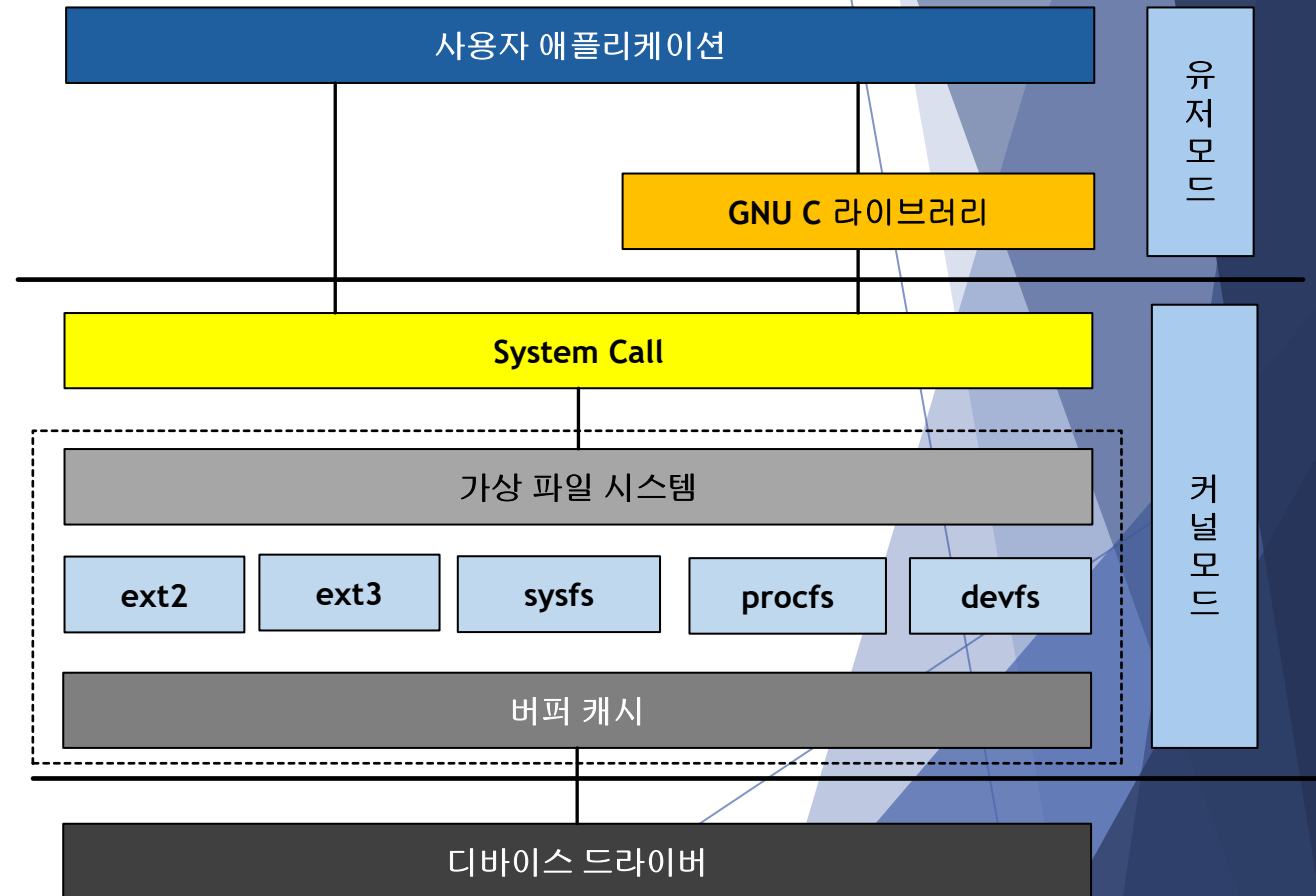 사용자 애플리케이션
유저모드
GNU C 라이브러리
System Call
가상 파일 시스템
커널모드
ext2
ext3
sysfs
procfs
devfs
버퍼 캐시
디바이스 드라이버